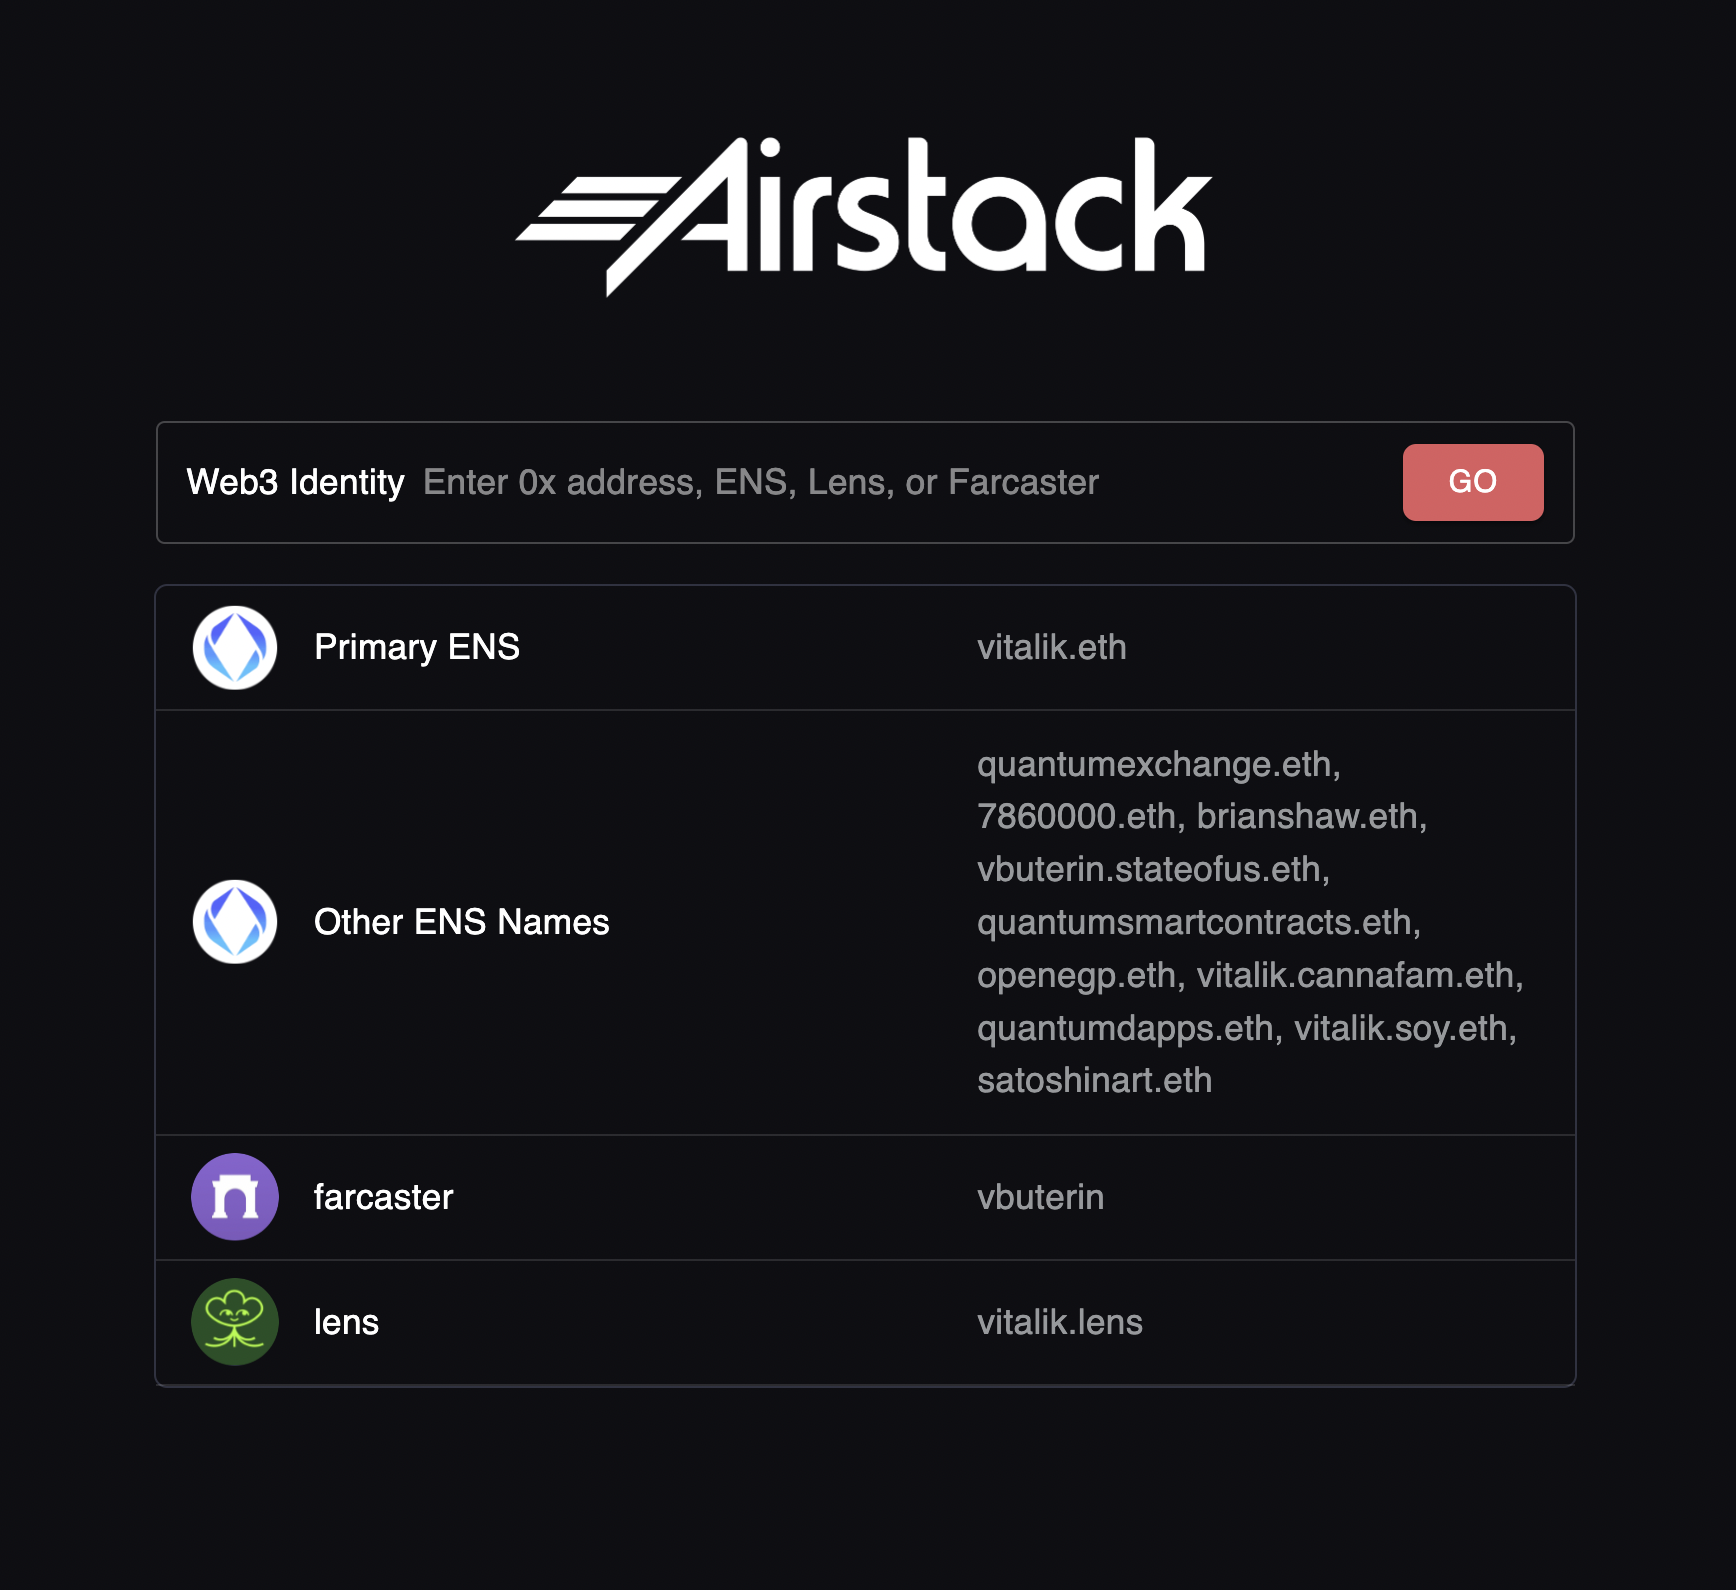 Airstack
Web3 Identity Enter 0x address, ENS, Lens, or Farcaster GO
Primary ENS vitalik.eth
Other ENS Names
quantumexchange.eth,
7860000.eth, brianshaw.eth,
vbuterin.stateofus.eth,
quantumsmartcontracts.eth,
openegp.eth, vitalik.cannafam.eth,
quantumdapps.eth, vitalik.soy.eth,
satoshinart.eth
farcaster vbuterin
lens vitalik.lens